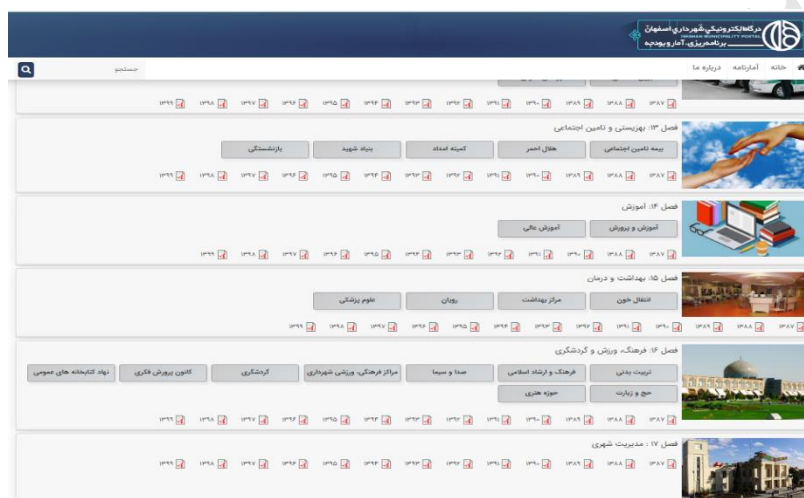 درگاه الکترونیکی شهرداری اصفهان
ISFAHAN MUNICIPALITY PORTAL
برنامه‌ریزی، آمار و بودجه
خانه آمارنامه درباره ما جستجو
۱۳۸۷ ۱۳۸۸ ۱۳۸۹ ۱۳۹۰ ۱۳۹۱ ۱۳۹۲ ۱۳۹۳ ۱۳۹۴ ۱۳۹۵ ۱۳۹۶ ۱۳۹۷ ۱۳۹۸ ۱۳۹۹
فصل ۱۳: بهزیستی و تامین اجتماعی
بیمه تامین اجتماعی هلال احمر کمیته امداد بنیاد شهید بازنشستگی
۱۳۸۷ ۱۳۸۸ ۱۳۸۹ ۱۳۹۰ ۱۳۹۱ ۱۳۹۲ ۱۳۹۳ ۱۳۹۴ ۱۳۹۵ ۱۳۹۶ ۱۳۹۷ ۱۳۹۸ ۱۳۹۹
فصل ۱۴: آموزش
آموزش و پرورش آموزش عالی
۱۳۸۷ ۱۳۸۸ ۱۳۹۰ ۱۳۹۱ ۱۳۹۲ ۱۳۹۳ ۱۳۹۴ ۱۳۹۵ ۱۳۹۶ ۱۳۹۷ ۱۳۹۸ ۱۳۹۹
فصل ۱۵: بهداشت و درمان
انتقال خون مرکز بهداشت رویان علوم پزشکی
۱۳۸۷ ۱۳۸۸ ۱۳۸۹ ۱۳۹۰ ۱۳۹۱ ۱۳۹۲ ۱۳۹۳ ۱۳۹۴ ۱۳۹۵ ۱۳۹۶ ۱۳۹۷ ۱۳۹۸ ۱۳۹۹
فصل ۱۶: فرهنگ، ورزش و گردشگری
تربیت بدنی فرهنگ و ارشاد اسلامی صدا و سیما مراکز فرهنگی، ورزشی شهرداری گردشگری کانون پرورش فکری نهاد کتابخانه های عمومی
حج و زیارت حوزه هنری
۱۳۸۷ ۱۳۸۸ ۱۳۸۹ ۱۳۹۰ ۱۳۹۱ ۱۳۹۲ ۱۳۹۳ ۱۳۹۴ ۱۳۹۵ ۱۳۹۶ ۱۳۹۷ ۱۳۹۸ ۱۳۹۹
فصل ۱۷ : مدیریت شهری
۱۳۸۷ ۱۳۸۸ ۱۳۸۹ ۱۳۹۰ ۱۳۹۱ ۱۳۹۲ ۱۳۹۳ ۱۳۹۴ ۱۳۹۵ ۱۳۹۶ ۱۳۹۷ ۱۳۹۸ ۱۳۹۹